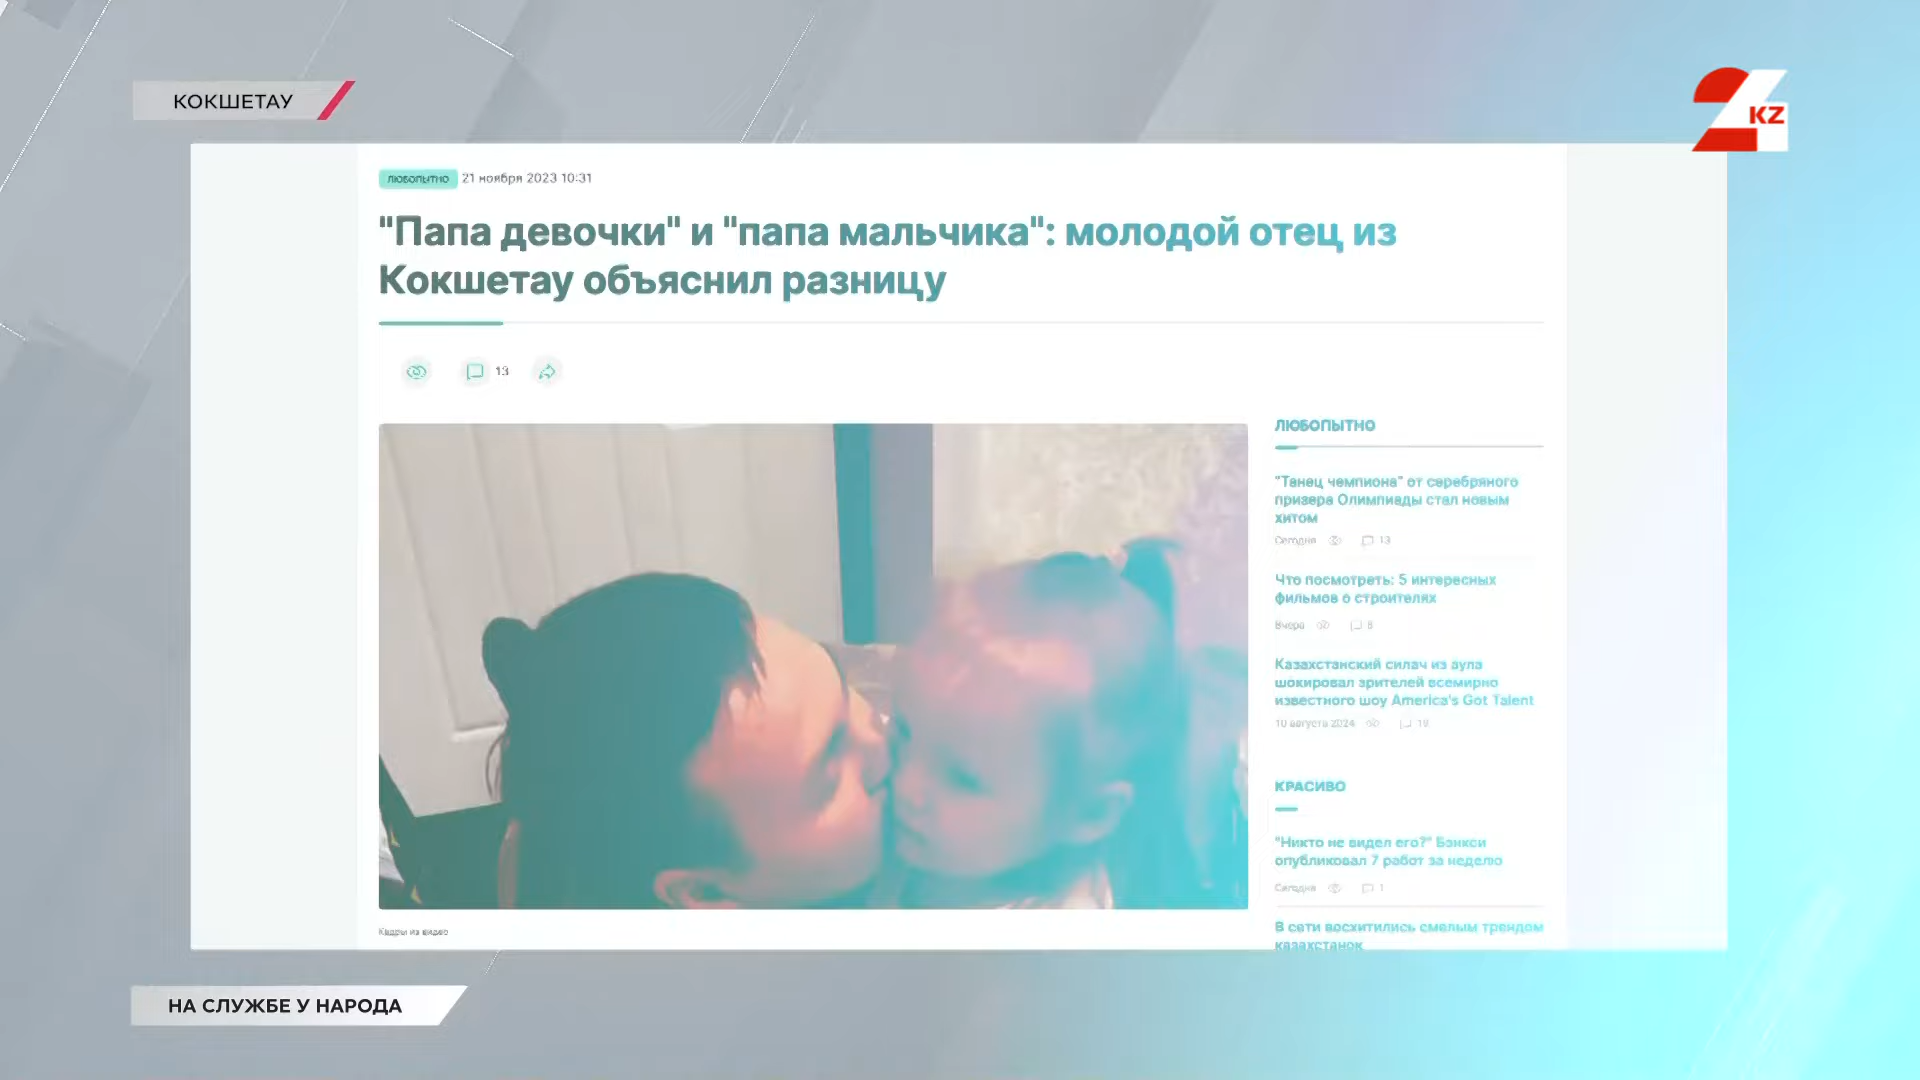 КОКШЕТАУ
24 KZ
ЛЮБОПЫТНО 21 ноября 2023 10:31
"Папа девочки" и "папа мальчика": молодой отец из
Кокшетау объяснил разницу
13
Кадры из видео
ЛЮБОПЫТНО
"Танец чемпиона" от серебряного
призера Олимпиады стал новым
хитом
Сегодня 13
Что посмотреть: 5 интересных
фильмов о строителях
Вчера 8
Казахстанский силач из аула
шокировал зрителей всемирно
известного шоу America's Got Talent
10 августа 2024 19
КРАСИВО
"Никто не видел его?" Бэнкси
опубликовал 7 работ за неделю
Сегодня 1
В сети восхитились смелым трендом
казахстанок
НА СЛУЖБЕ У НАРОДА